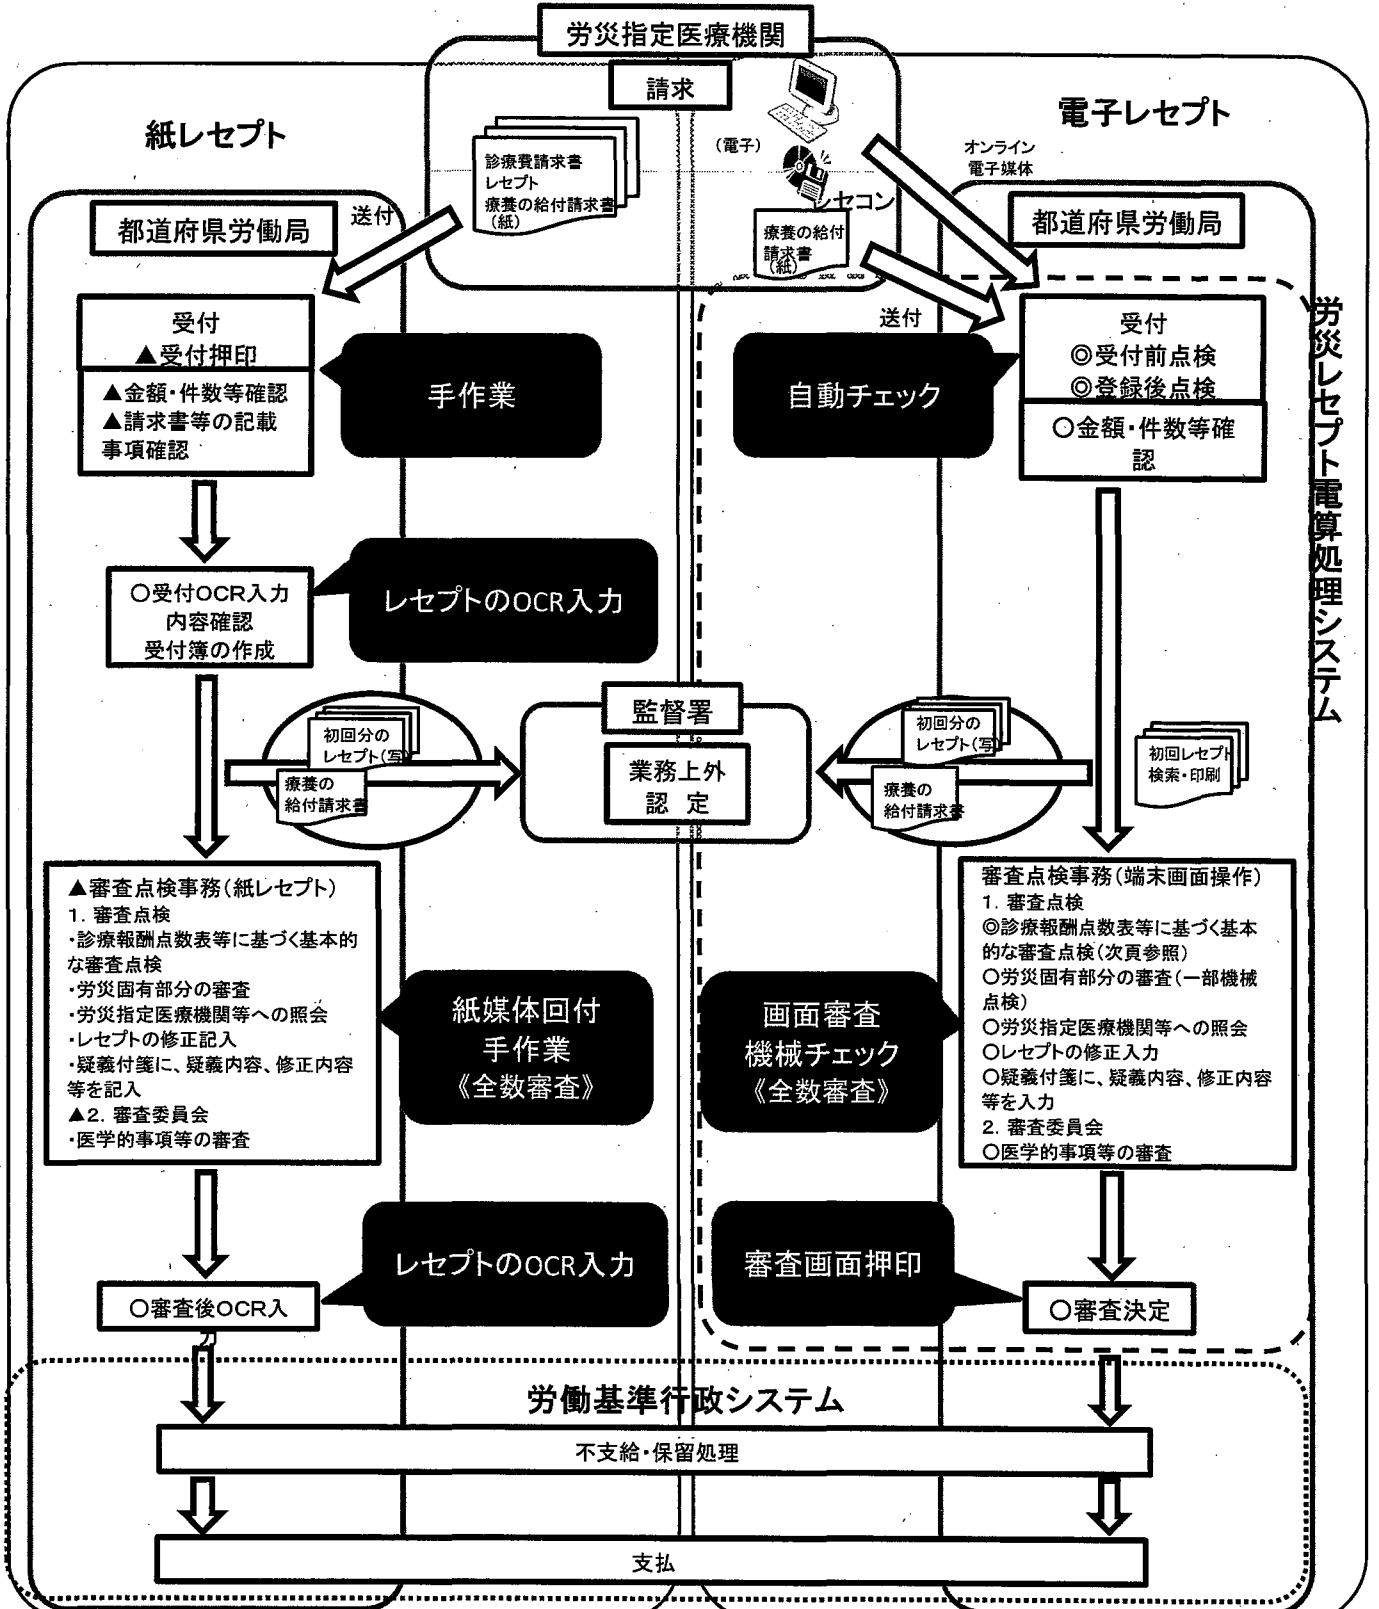 労災指定医療機関
請求
紙レセプト
電子レセプト
(電子)
オンライン
電子媒体
診療費請求書
レセプト
療養の給付請求書
(紙)
レセコン
療養の給付
請求書
(紙)
送付
送付
都道府県労働局
都道府県労働局
受付
▲受付押印
▲金額・件数等確認
▲請求書等の記載
事項確認
手作業
自動チェック
受付
◎受付前点検
◎登録後点検
○金額・件数等確
認
労災レセプト電算処理システム
○受付OCR入力
内容確認
受付簿の作成
レセプトのOCR入力
監督署
業務上外
認 定
初回分の
レセプト(写)
療養の
給付請求書
初回分の
レセプト(写)
療養の
給付請求書
初回レセプト
検索・印刷
▲審査点検事務(紙レセプト)
1. 審査点検
・診療報酬点数表等に基づく基本的
な審査点検
・労災固有部分の審査
・労災指定医療機関等への照会
・レセプトの修正記入
・疑義付箋に、疑義内容、修正内容
等を記入
▲2. 審査委員会
・医学的事項等の審査
紙媒体回付
手作業
《全数審査》
画面審査
機械チェック
《全数審査》
審査点検事務(端末画面操作)
1. 審査点検
◎診療報酬点数表等に基づく基本
的な審査点検(次頁参照)
○労災固有部分の審査(一部機械
点検)
○労災指定医療機関等への照会
○レセプトの修正入力
○疑義付箋に、疑義内容、修正内容
等を入力
2. 審査委員会
○医学的事項等の審査
レセプトのOCR入力
審査画面押印
○審査後OCR入
力
○審査決定
労働基準行政システム
不支給・保留処理
支払